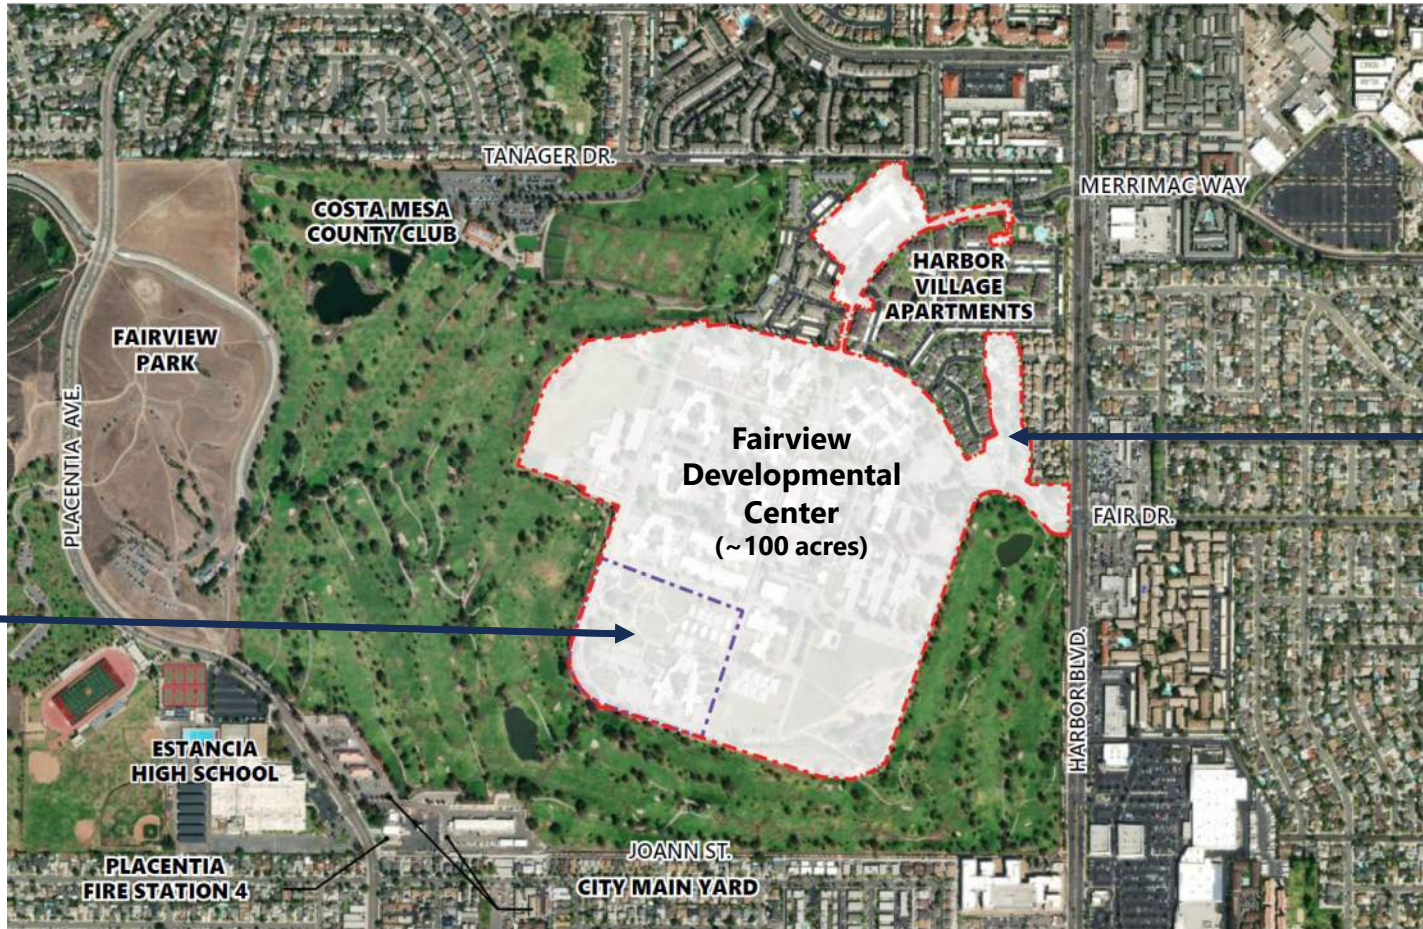 TANAGER DR.
MERRIMAC WAY
COSTA MESA
COUNTY CLUB
HARBOR
VILLAGE
APARTMENTS
FAIRVIEW
PARK
PLACENTIA AVE.
Fairview
Developmental
Center
(~100 acres)
FAIR DR.
HARBOR BLVD.
ESTANCIA
HIGH SCHOOL
JOANN ST.
PLACENTIA
FIRE STATION 4
CITY MAIN YARD